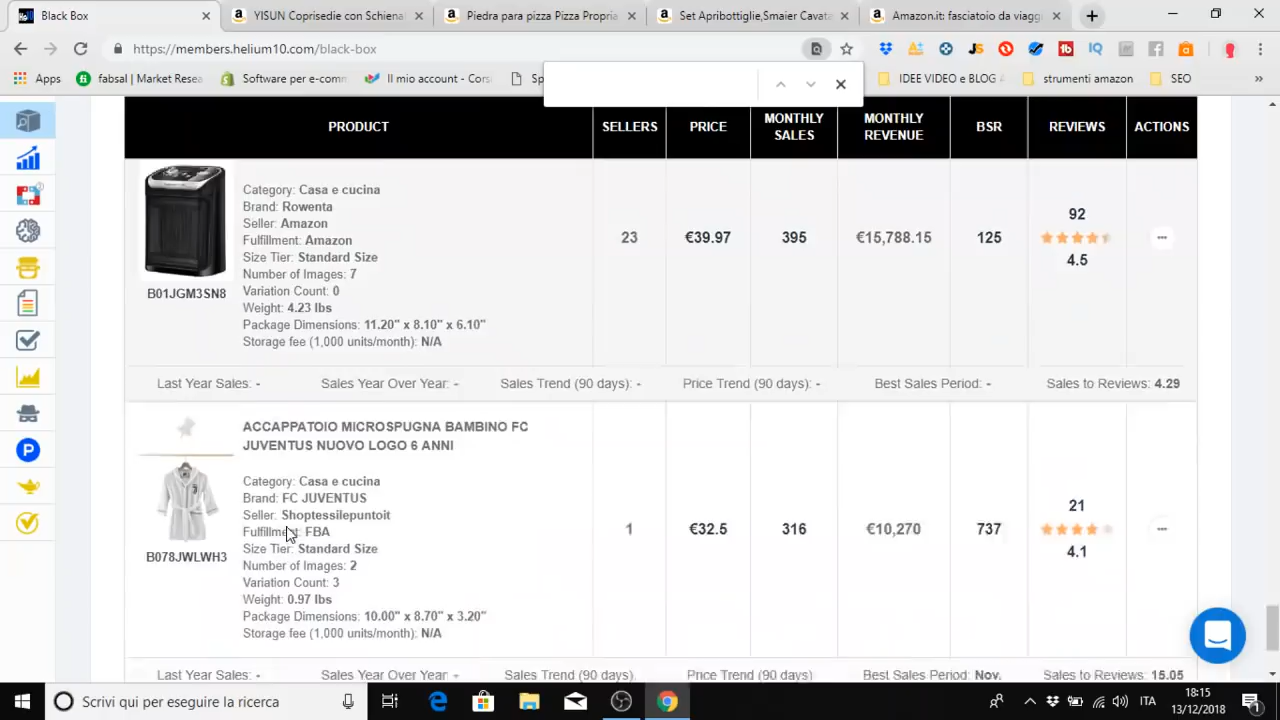 Black Box
YISUN Coprisedie con Schiena
Piedra para pizza Pizza Propria
Set Apribottiglie,Smaier Cavata
Amazon.it: fasciatoio da viagg
https://members.helium10.com/black-box
Apps
fabsal | Market Resea
Software per e-comm
Il mio account - Corsi
Sp
IDEE VIDEO e BLOG
strumenti amazon
SEO
PRODUCT
SELLERS
PRICE
MONTHLY
SALES
MONTHLY
REVENUE
BSR
REVIEWS
ACTIONS
B01JGM3SN8
Category: Casa e cucina
Brand: Rowenta
Seller: Amazon
Fulfillment: Amazon
Size Tier: Standard Size
Number of Images: 7
Variation Count: 0
Weight: 4.23 lbs
Package Dimensions: 11.20" x 8.10" x 6.10"
Storage fee (1,000 units/month): N/A
23
€39.97
395
€15,788.15
125
92
4.5
Last Year Sales: -
Sales Year Over Year: -
Sales Trend (90 days): -
Price Trend (90 days): -
Best Sales Period: -
Sales to Reviews: 4.29
B078JWLWH3
ACCAPPATOIO MICROSPUGNA BAMBINO FC
JUVENTUS NUOVO LOGO 6 ANNI
Category: Casa e cucina
Brand: FC JUVENTUS
Seller: Shoptessilepuntoit
Fulfillment: FBA
Size Tier: Standard Size
Number of Images: 2
Variation Count: 3
Weight: 0.97 lbs
Package Dimensions: 10.00" x 8.70" x 3.20"
Storage fee (1,000 units/month): N/A
1
€32.5
316
€10,270
737
21
4.1
Last Year Sales: -
Sales Year Over Year: -
Sales Trend (90 days)
Price Trend (90 days): -
Best Sales Period: Nov.
15.05
Scrivi qui per eseguire la ricerca
ITA
18:15
13/12/2018